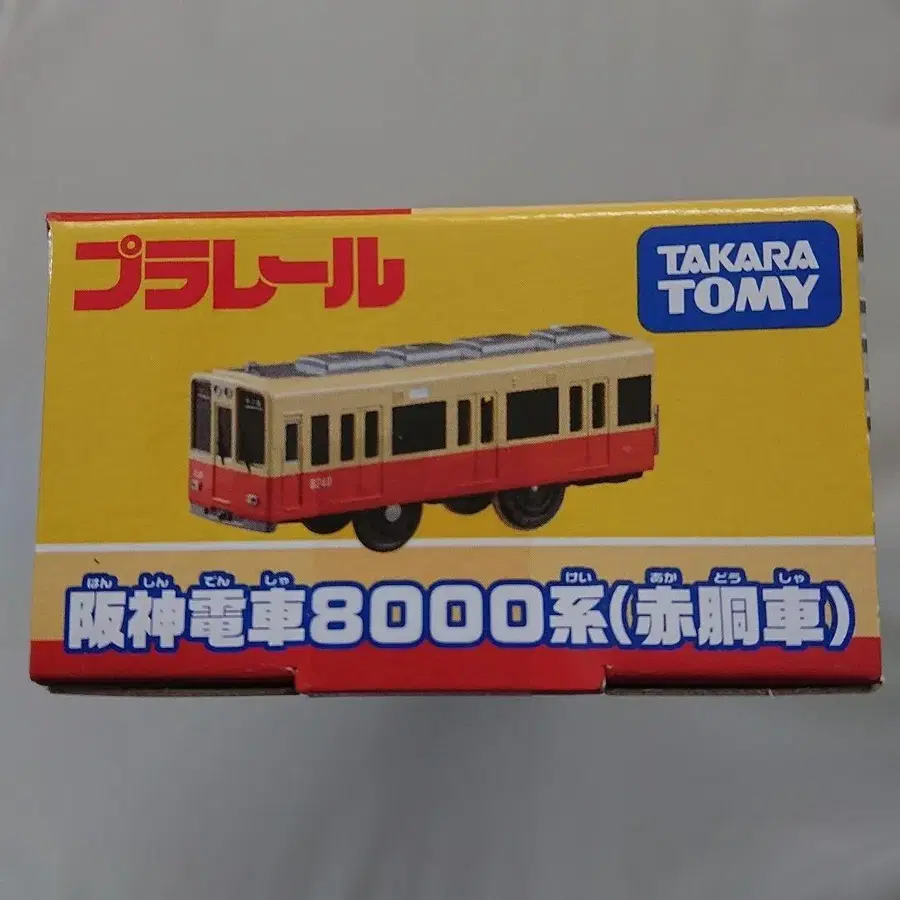 プラレール
TAKARA
TOMY
8240
はん しん でん しゃ けい あか どう しゃ
阪神電車8000系(赤胴車)